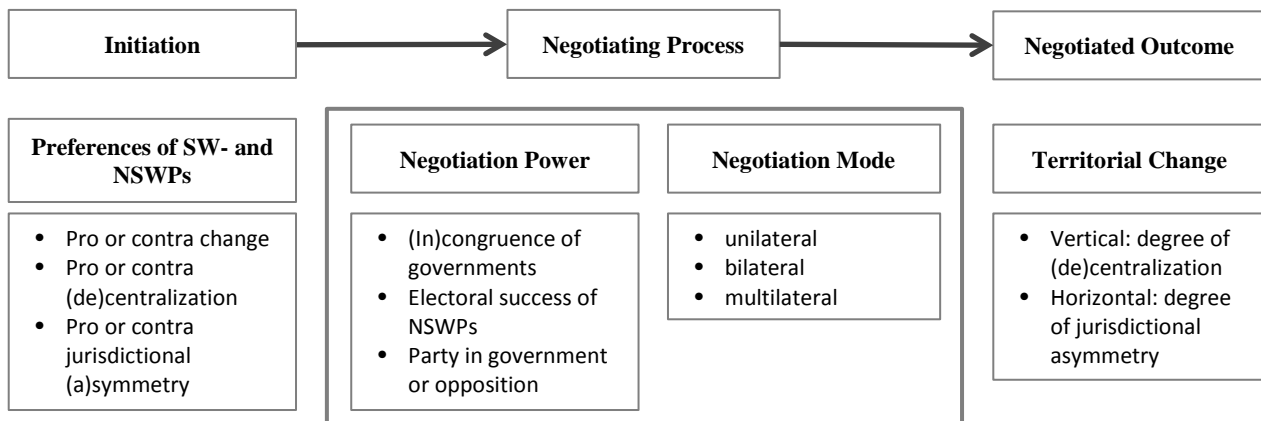 Initiation
Negotiating Process
Negotiated Outcome
Preferences of SW- and
NSWPs
• Pro or contra change
• Pro or contra
(de)centralization
• Pro or contra
jurisdictional
(a)symmetry
Negotiation Power
• (In)congruence of
governments
• Electoral success of
NSWPs
• Party in government
or opposition
Negotiation Mode
• unilateral
• bilateral
• multilateral
Territorial Change
• Vertical: degree of
(de)centralization
• Horizontal: degree
of jurisdictional
asymmetry